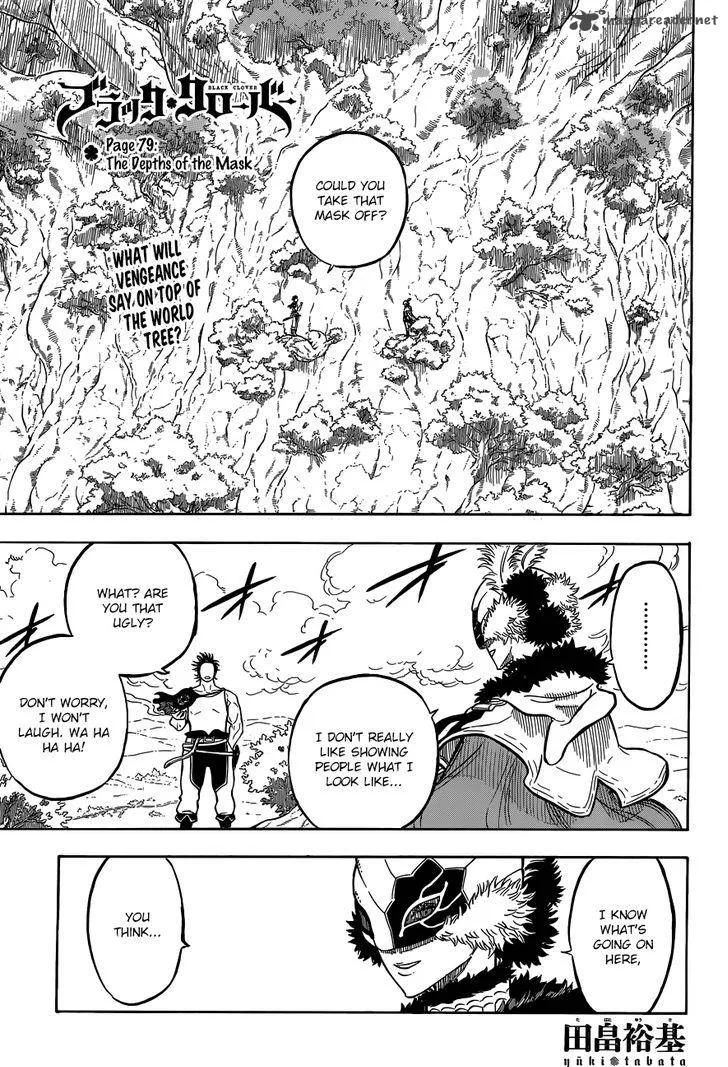 mangareader.net
BLACK CLOVER
ブラック★クローバー
Page 79:
The Depths of the Mask
COULD YOU
TAKE THAT
MASK OFF?
WHAT WILL
VENGEANCE
SAY ON TOP
OF THE
WORLD
TREE?
.........
I DON'T REALLY
LIKE SHOWING
PEOPLE WHAT I
LOOK LIKE...
WHAT? ARE
YOU THAT
UGLY?
DON'T WORRY,
I WON'T
LAUGH. WA HA
HA HA!
I KNOW
WHAT'S
GOING ON
HERE,
YOU
THINK...
田畠裕基
yūki★tabata